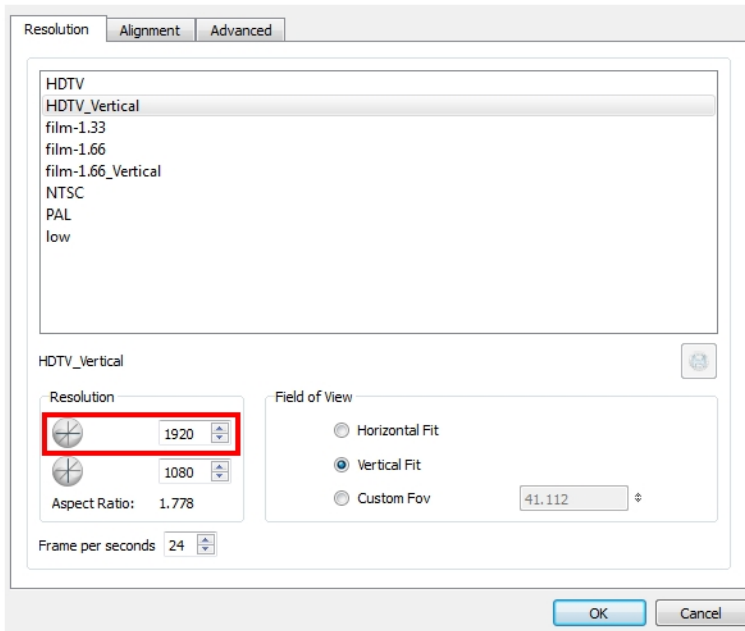 Resolution Alignment Advanced
HDTV
HDTV_Vertical
film-1.33
film-1.66
film-1.66_Vertical
NTSC
PAL
low
HDTV_Vertical
Resolution
1920
1080
Aspect Ratio: 1.778
Field of View
Horizontal Fit
Vertical Fit
Custom Fov 41.112
Frame per seconds 24
OK Cancel